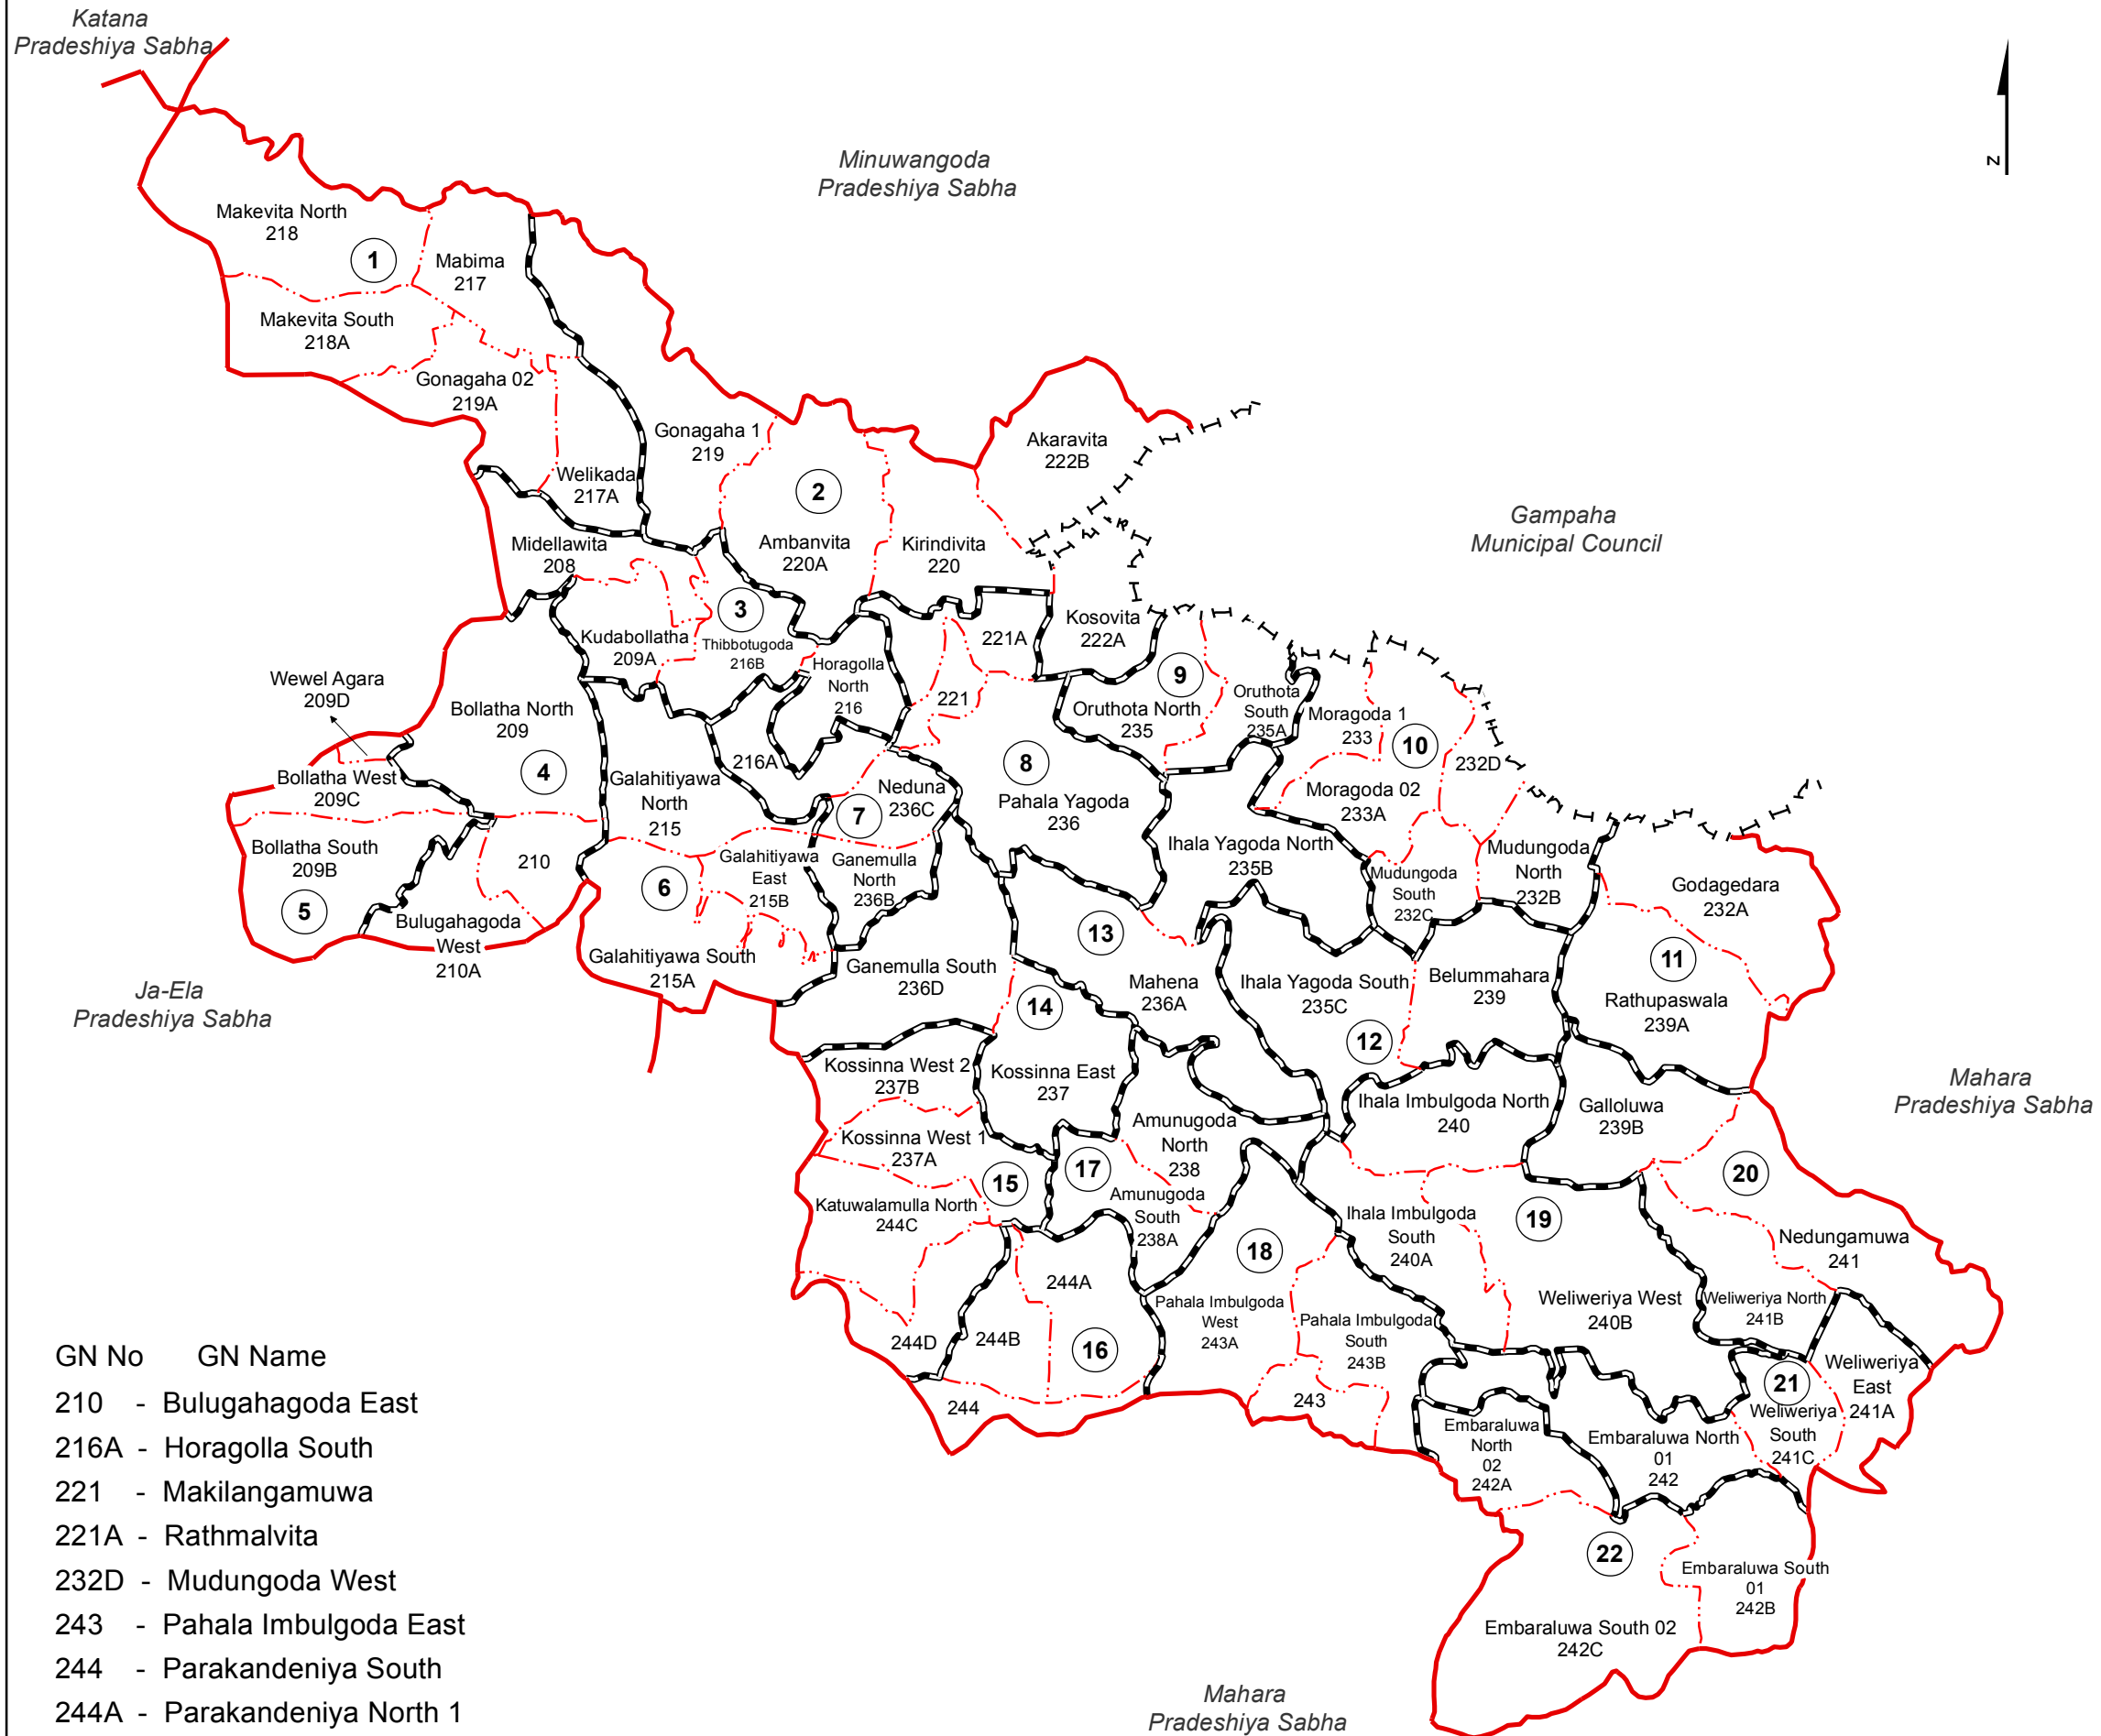 Katana
Pradeshiya Sabha
Minuwangoda
Pradeshiya Sabha
Z
Makevita North
218
1
Mabima
217
Makevita South
218A
Gonagaha 02
219A
Gonagaha 1
219
Welikada
217A
2
Akaravita
222B
Gampaha
Municipal Council
Ambanvita
220A
Kirindivita
220
Midellawita
208
3
Kudabollatha
209A
Thibbotugoda
216B
Horagolla
North
216
221A
Kosovita
222A
9
Wewel Agara
209D
Bollatha North
209
221
Oruthota North
235
Oruthota
South
235A
Moragoda 1
233
10
232D
Bollatha West
209C
4
Galahitiyawa
North
215
216A
7
Neduna
236C
8
Pahala Yagoda
236
Moragoda 02
233A
Bollatha South
209B
210
5
Bulugahagoda
West
210A
6
Galahitiyawa
East
215B
Ganemulla
North
236B
Ihala Yagoda North
235B
Mudungoda
South
232C
Mudungoda
North
232B
Godagedara
232A
Galahitiyawa South
215A
Ganemulla South
236D
13
Mahena
236A
Ihala Yagoda South
235C
Belummahara
239
11
Rathupaswala
239A
Ja-Ela
Pradeshiya Sabha
14
12
Kossinna West 2
237B
Kossinna East
237
Ihala Imbulgoda North
240
Galloluwa
239B
Mahara
Pradeshiya Sabha
Kossinna West 1
237A
15
17
Amunugoda
North
238
20
Katuwalamulla North
244C
Amunugoda
South
238A
18
Ihala Imbulgoda
South
240A
19
Nedungamuwa
241
244A
244D
244B
16
Pahala Imbulgoda
West
243A
Pahala Imbulgoda
South
243B
Weliweriya West
240B
Weliweriya North
241B
Weliweriya
East
241A
21
244
243
Embaraluwa
North
02
242A
Embaraluwa North
01
242
Weliweriya
South
241C
22
Embaraluwa South
01
242B
Embaraluwa South 02
242C
Mahara
Pradeshiya Sabha
GN No GN Name
210 - Bulugahagoda East
216A - Horagolla South
221 - Makilangamuwa
221A - Rathmalvita
232D - Mudungoda West
243 - Pahala Imbulgoda East
244 - Parakandeniya South
244A - Parakandeniya North 1